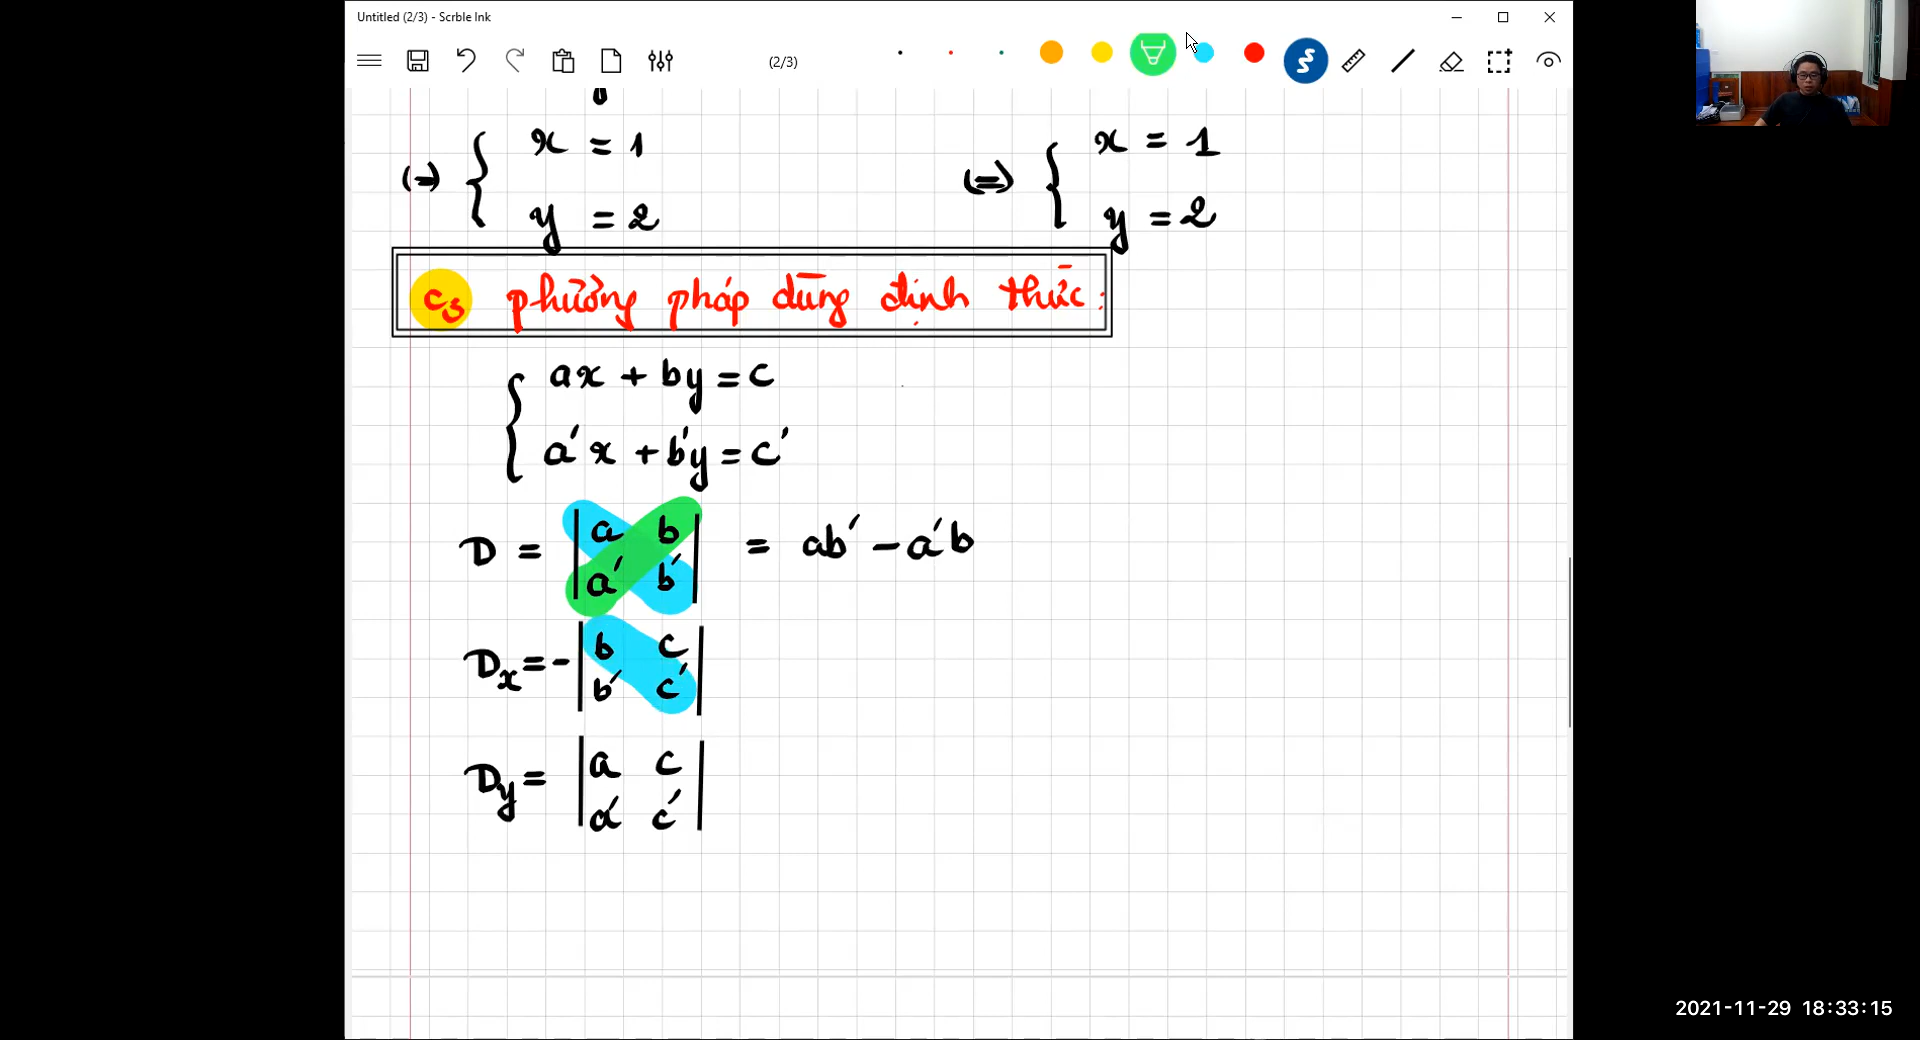 Untitled (2/3) - Scrble Ink
(2/3)
(=) { x = 1
y = 2
(=) { x = 1
y = 2
C3 phương pháp dùng định thức:
{ ax + by = c
a'x + b'y = c'
D = | a b | = ab' - a'b
| a' b' |
Dx = - | b c |
| b' c' |
Dy = | a c |
| a' c' |
2021-11-29 18:33:15